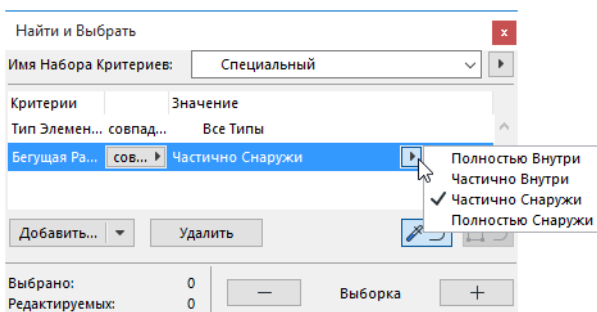 Найти и Выбрать
x
Имя Набора Критериев: Специальный
Критерии Значение
Тип Элемен... совпад... Все Типы
Бегущая Ра... сов... Частично Снаружи
Полностью Внутри
Частично Внутри
Частично Снаружи
Полностью Снаружи
Добавить... Удалить
Выбрано: 0
Редактируемых: 0
— Выборка +